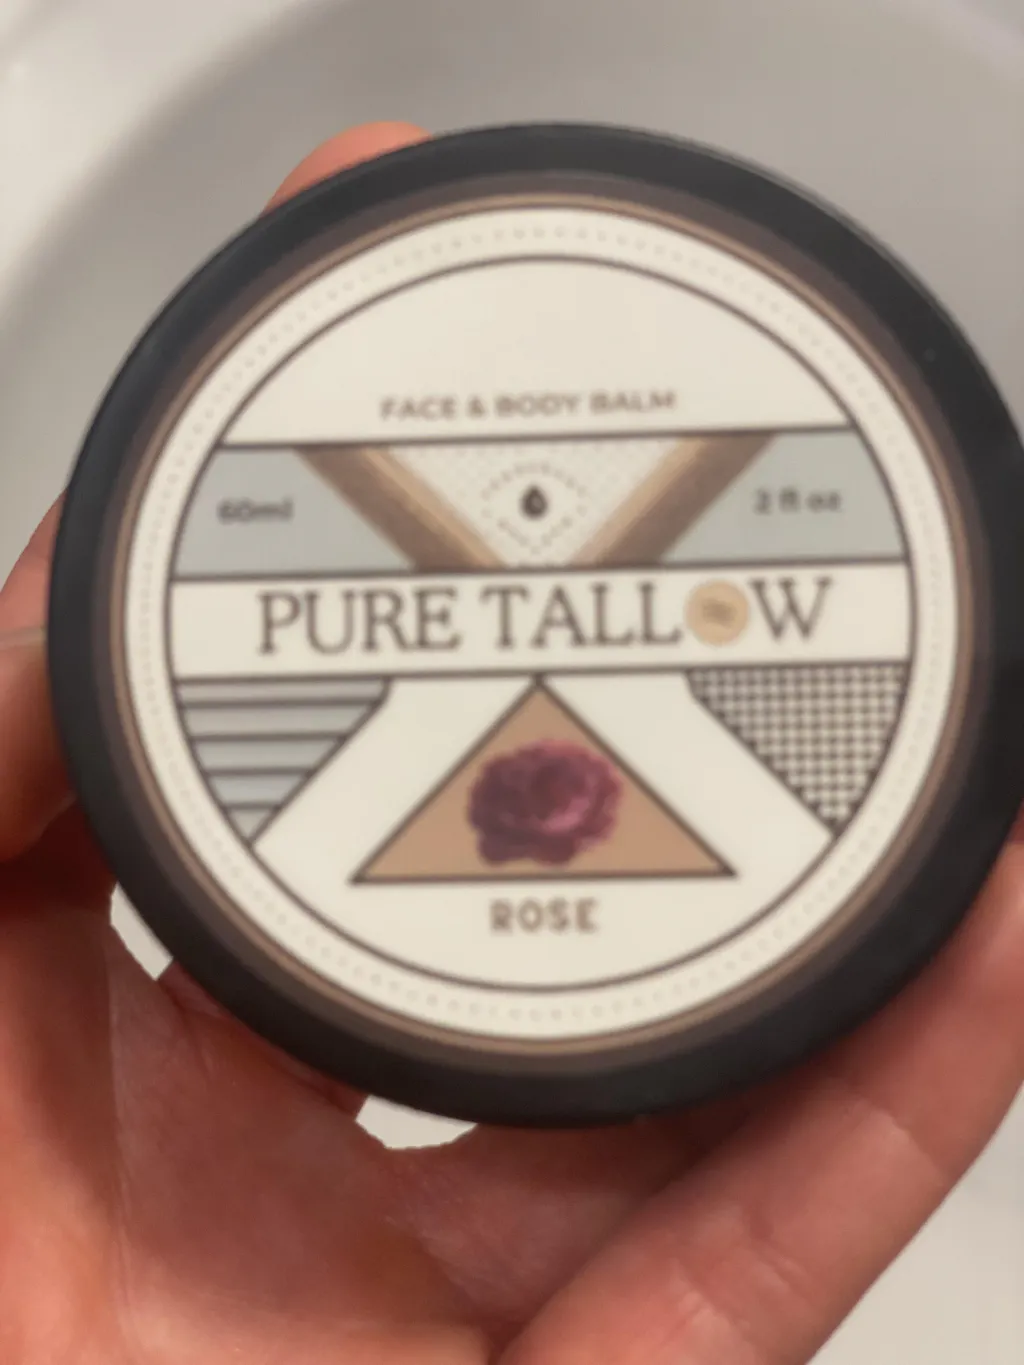 FACE & BODY BALM
60ml
2 fl oz
PURE TALLOW
ROSE